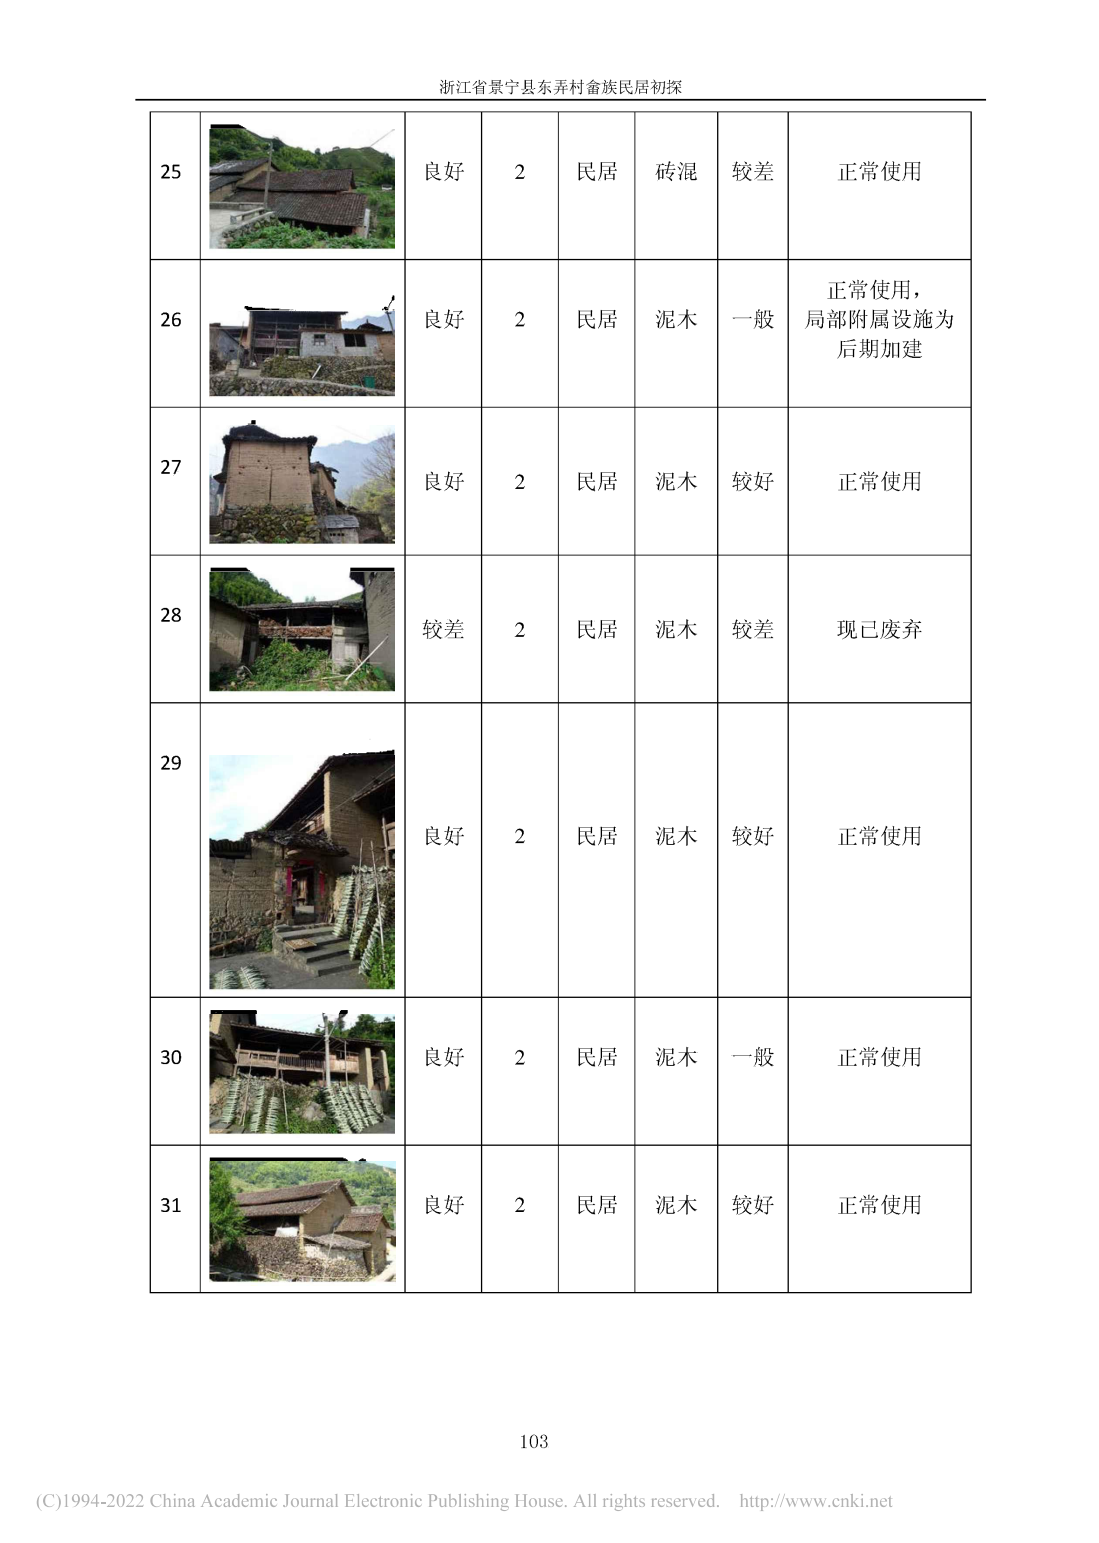 浙江省景宁县东弄村畲族民居初探
25 良好 2 民居 砖混 较差 正常使用
26 良好 2 民居 泥木 一般 正常使用，
局部附属设施为
后期加建
27 良好 2 民居 泥木 较好 正常使用
28 较差 2 民居 泥木 较差 现已废弃
29 良好 2 民居 泥木 较好 正常使用
30 良好 2 民居 泥木 一般 正常使用
31 良好 2 民居 泥木 较好 正常使用
103
(C)1994-2022 China Academic Journal Electronic Publishing House. All rights reserved. http://www.cnki.net